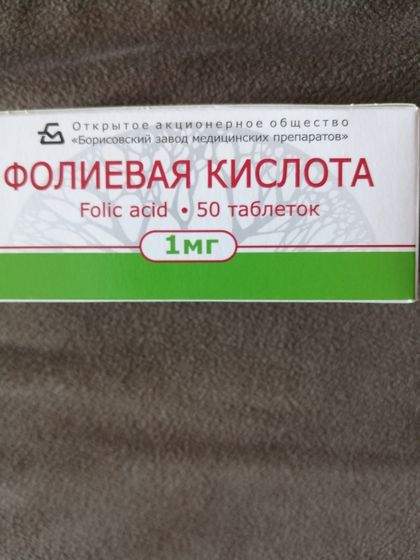 Открытое акционерное общество
«Борисовский завод медицинских препаратов»
ФОЛИЕВАЯ КИСЛОТА
Folic acid • 50 таблеток
1мг